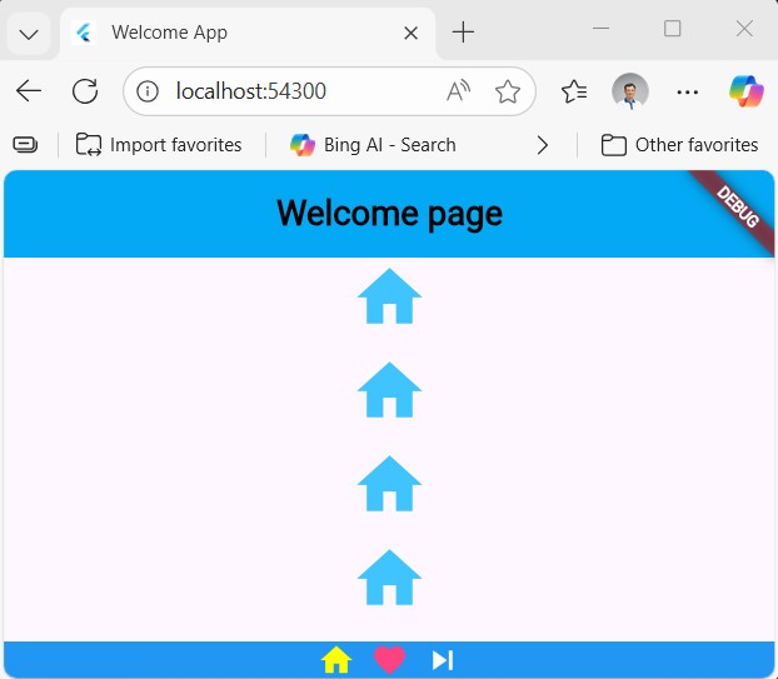 Welcome App
localhost:54300
Import favorites
Bing AI - Search
Other favorites
Welcome page
DEBUG